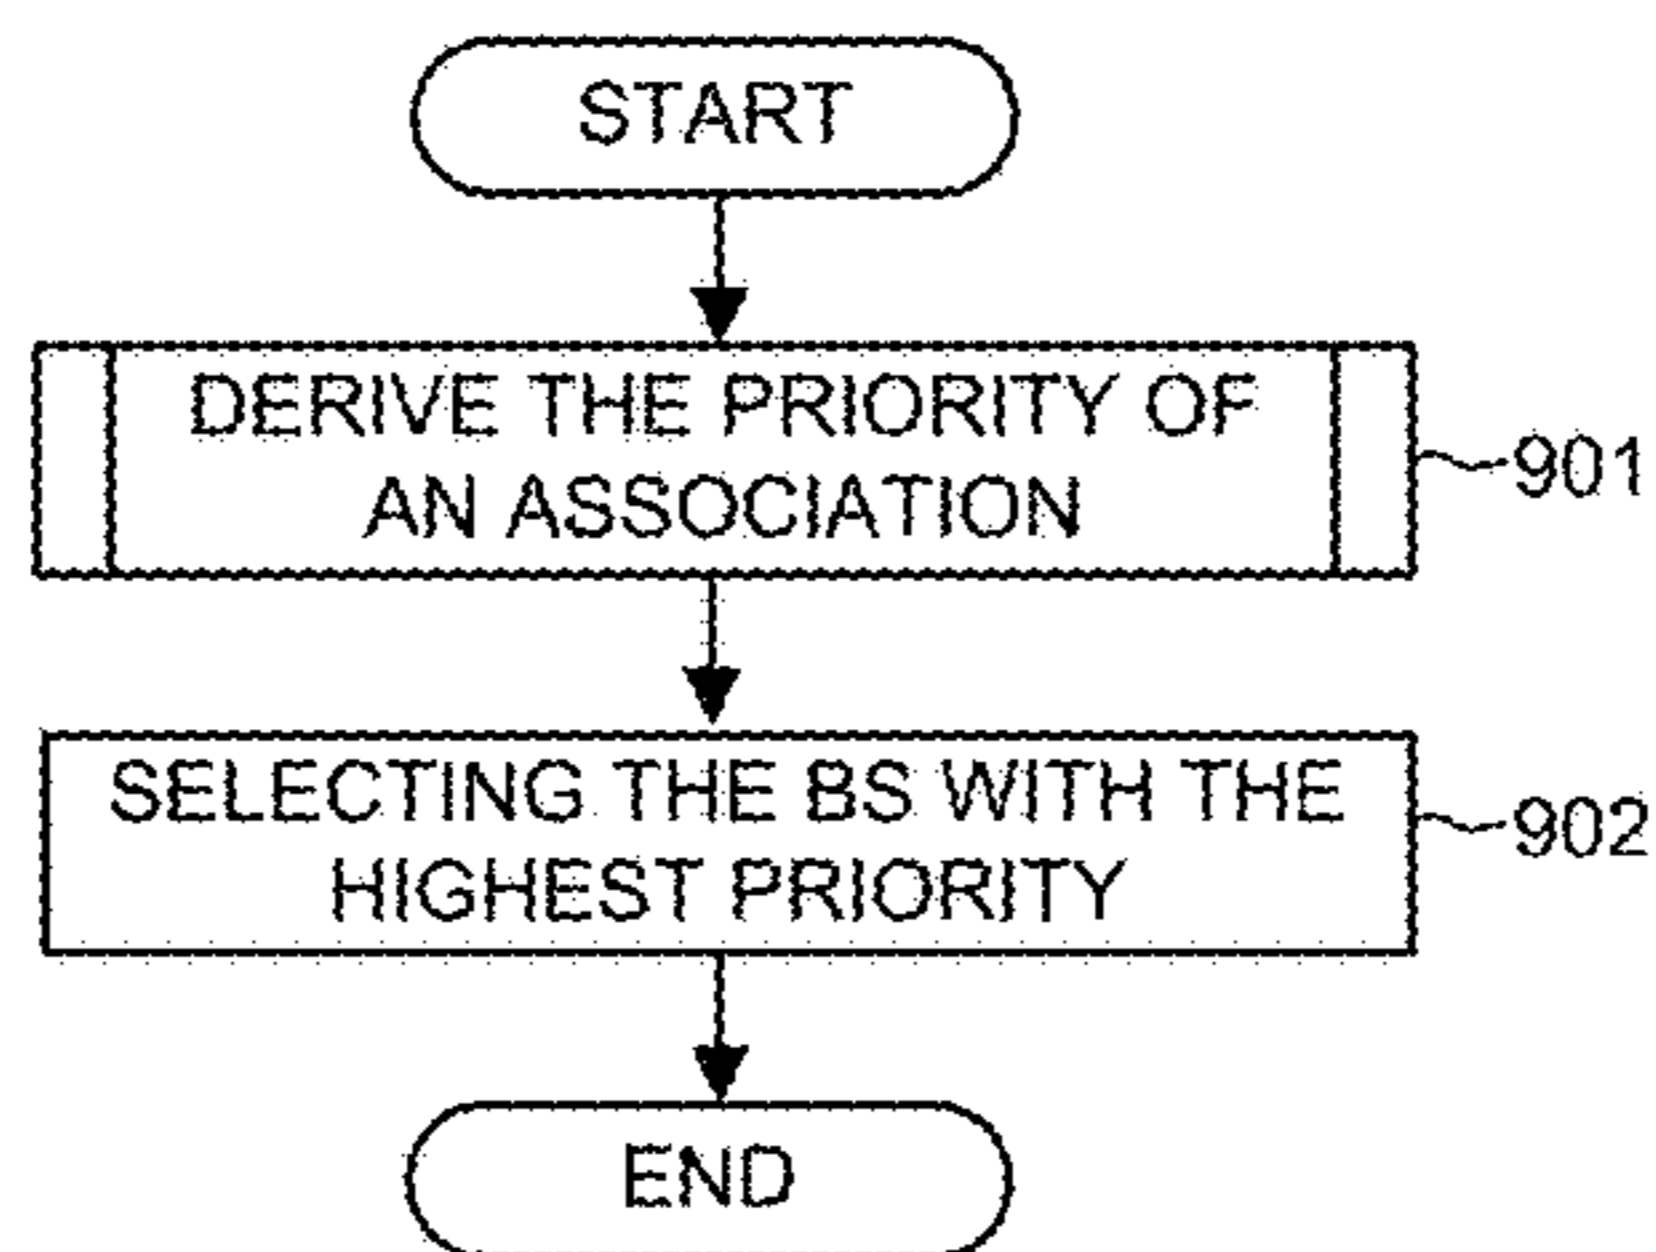 START
DERIVE THE PRIORITY OF
AN ASSOCIATION
901
SELECTING THE BS WITH THE
HIGHEST PRIORITY
902
END